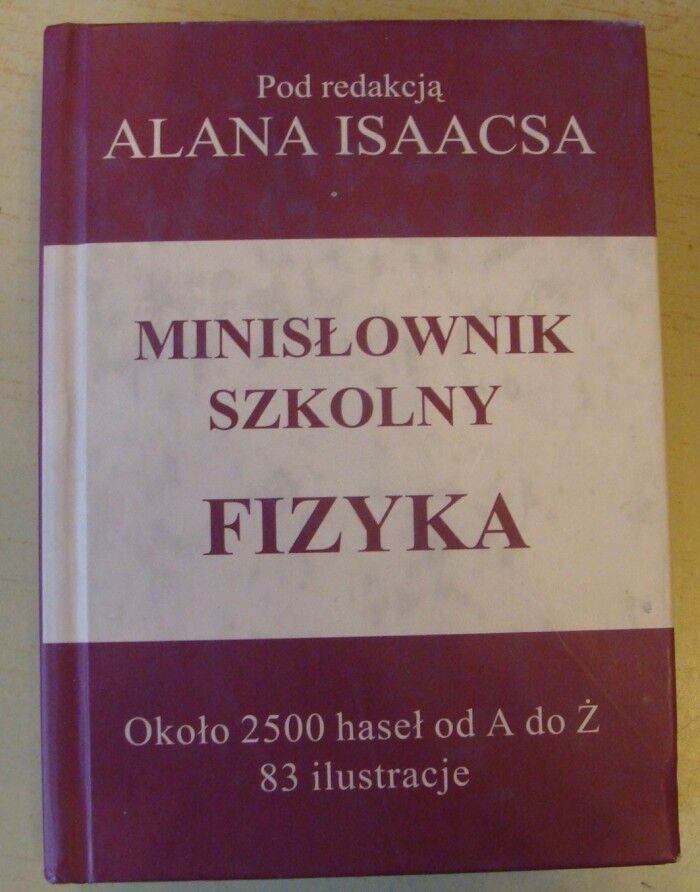 Pod redakcją
ALANA ISAACSA
MINISŁOWNIK
SZKOLNY
FIZYKA
Około 2500 haseł od A do Ż
83 ilustracje